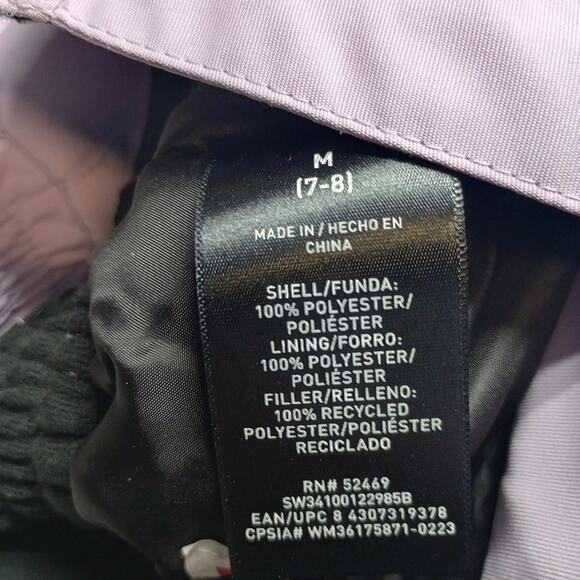 M
(7-8)
MADE IN / HECHO EN
CHINA
SHELL/FUNDA:
100% POLYESTER/
POLIÉSTER
LINING/FORRO:
100% POLYESTER/
POLIÉSTER
FILLER/RELLENO:
100% RECYCLED
POLYESTER/POLIÉSTER
RECICLADO
RN# 52469
SW34100122985B
EAN/UPC 8 4307319378
CPSIA# WM36175871-0223